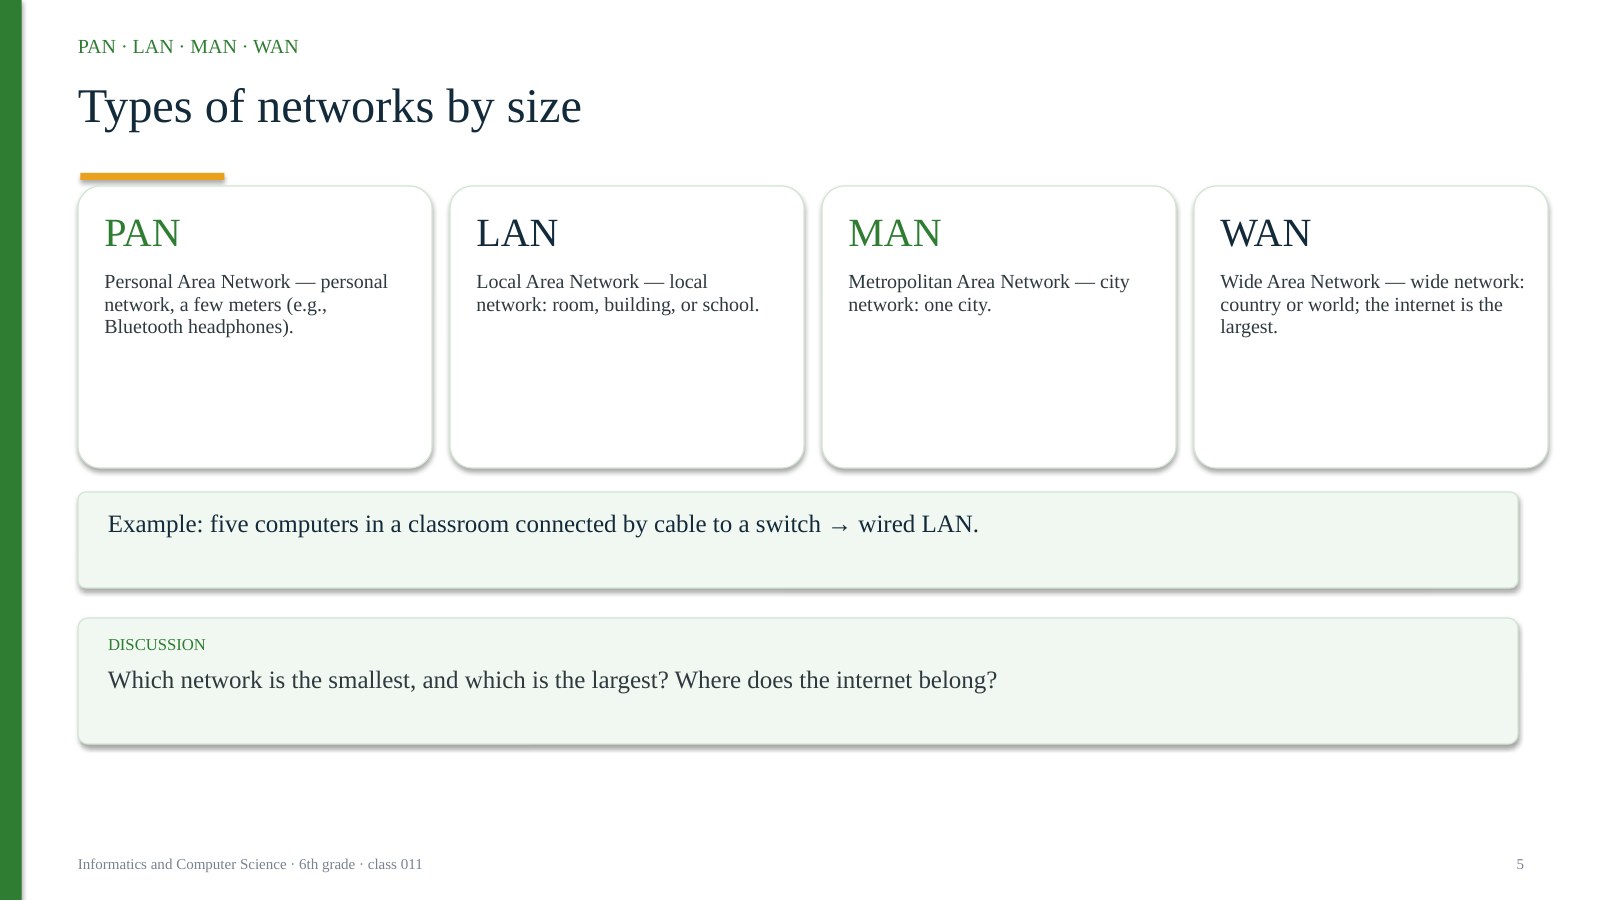 PAN · LAN · MAN · WAN
Types of networks by size
PAN
Personal Area Network — personal
network, a few meters (e.g.,
Bluetooth headphones).
LAN
Local Area Network — local
network: room, building, or school.
MAN
Metropolitan Area Network — city
network: one city.
WAN
Wide Area Network — wide network:
country or world; the internet is the
largest.
Example: five computers in a classroom connected by cable to a switch → wired LAN.
DISCUSSION
Which network is the smallest, and which is the largest? Where does the internet belong?
Informatics and Computer Science · 6th grade · class 011
5